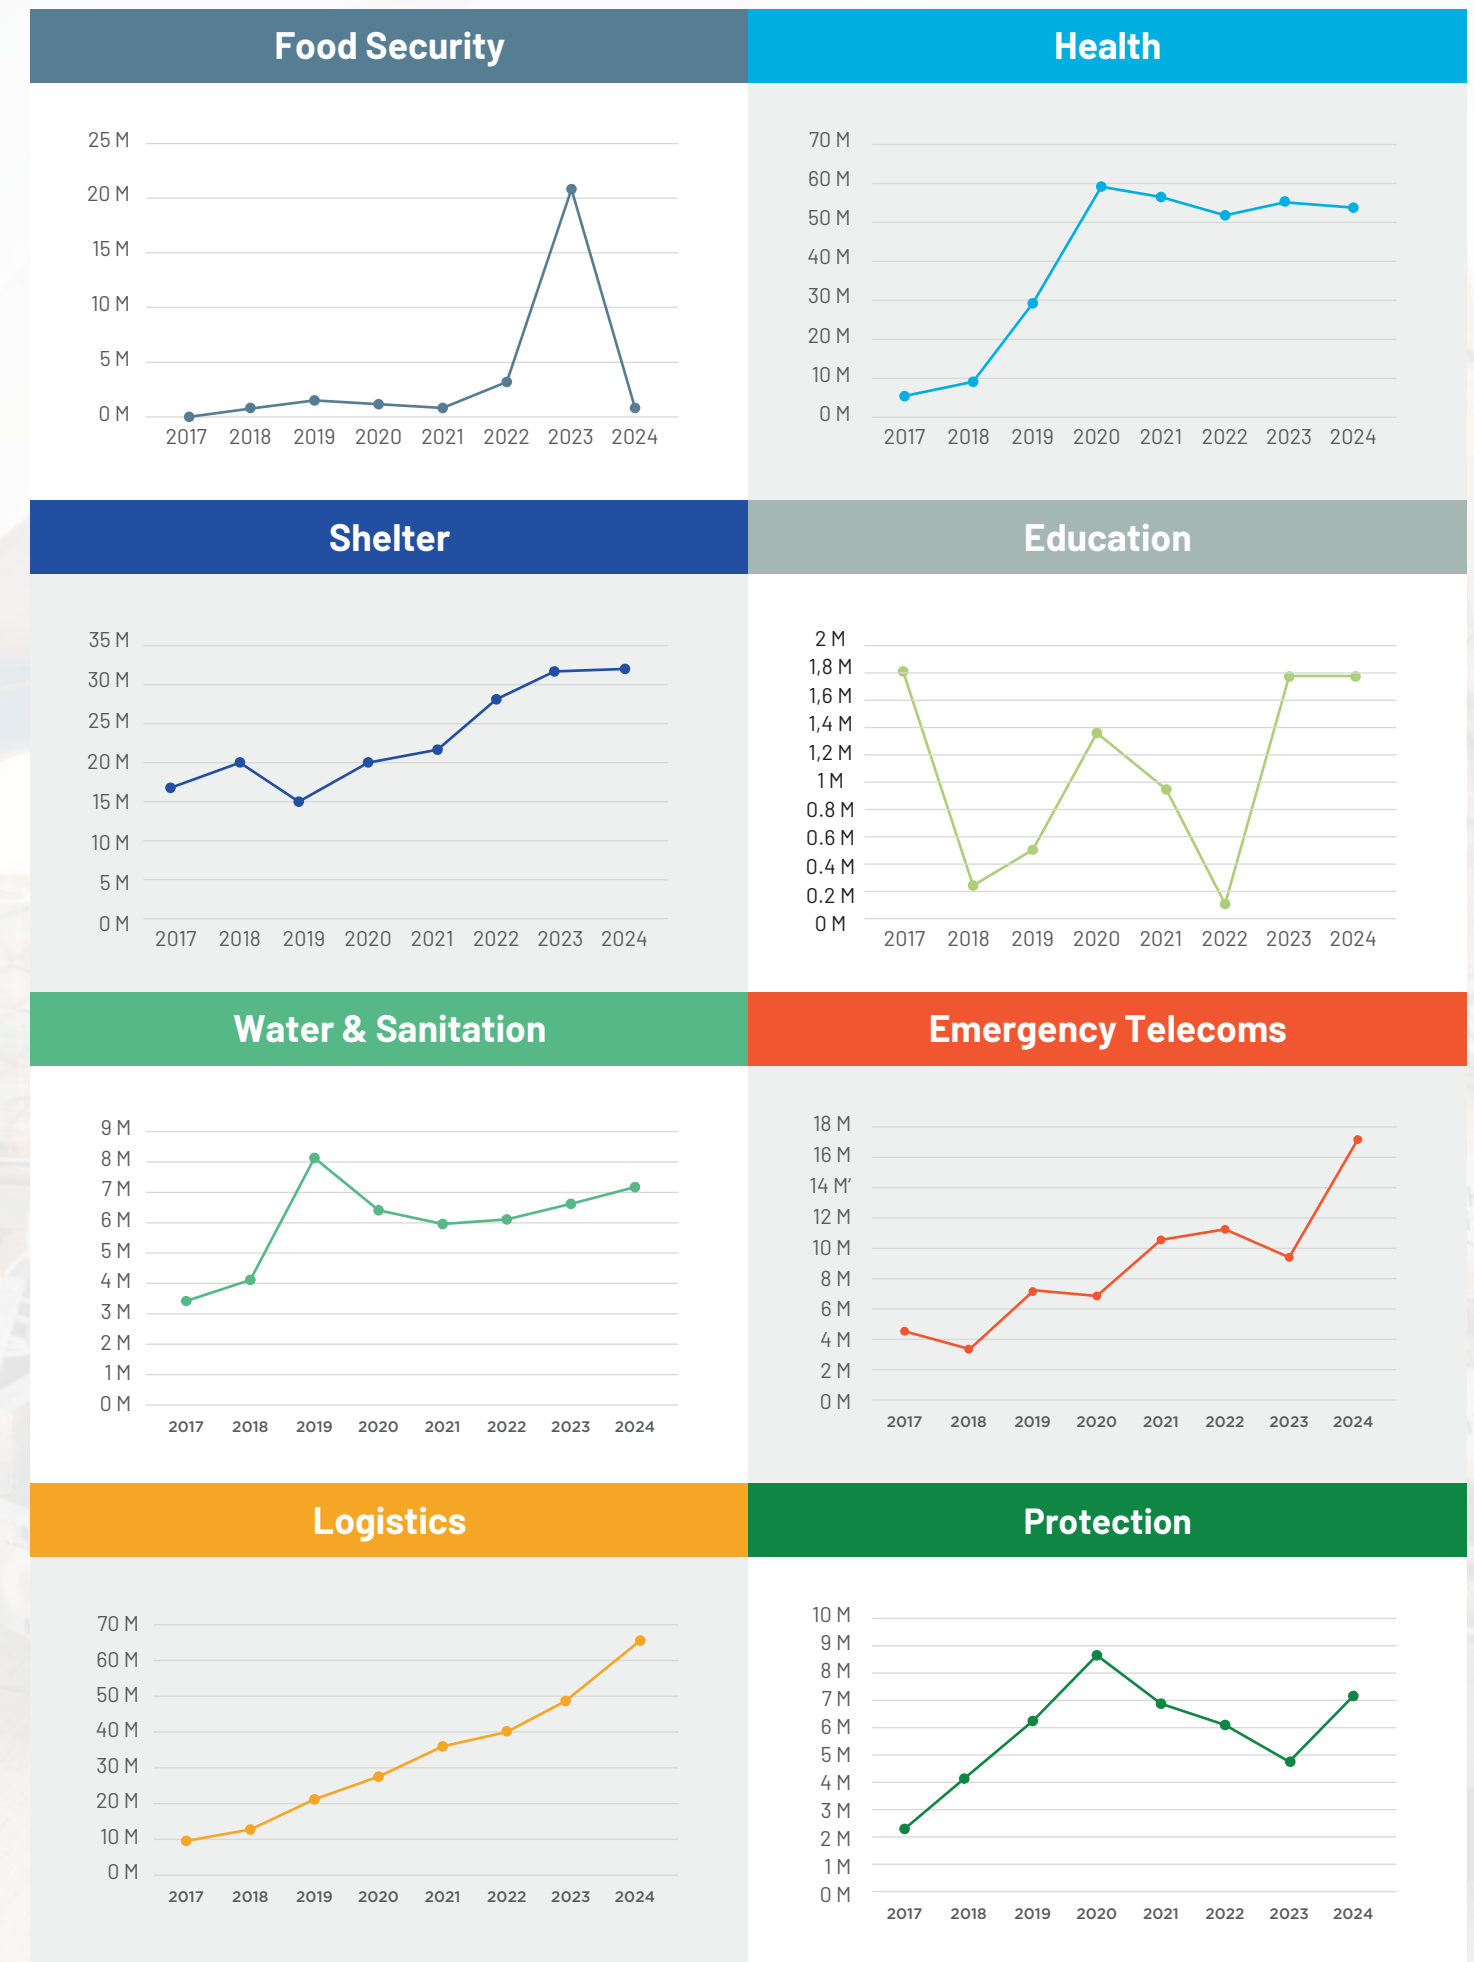 Food Security
25 M
20 M
15 M
10 M
5 M
0 M
2017 2018 2019 2020 2021 2022 2023 2024
Health
70 M
60 M
50 M
40 M
30 M
20 M
10 M
0 M
2017 2018 2019 2020 2021 2022 2023 2024
Shelter
35 M
30 M
25 M
20 M
15 M
10 M
5 M
0 M
2017 2018 2019 2020 2021 2022 2023 2024
Education
2 M
1,8 M
1,6 M
1,4 M
1,2 M
1 M
0.8 M
0.6 M
0.4 M
0.2 M
0 M
2017 2018 2019 2020 2021 2022 2023 2024
Water & Sanitation
9 M
8 M
7 M
6 M
5 M
4 M
3 M
2 M
1 M
0 M
2017 2018 2019 2020 2021 2022 2023 2024
Emergency Telecoms
18 M
16 M
14 M‘
12 M
10 M
8 M
6 M
4 M
2 M
0 M
2017 2018 2019 2020 2021 2022 2023 2024
Logistics
70 M
60 M
50 M
40 M
30 M
20 M
10 M
0 M
2017 2018 2019 2020 2021 2022 2023 2024
Protection
10 M
9 M
8 M
7 M
6 M
5 M
4 M
3 M
2 M
1 M
0 M
2017 2018 2019 2020 2021 2022 2023 2024